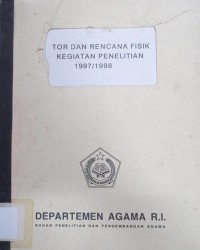 TOR DAN RENCANA FISIK
KEGIATAN PENELITIAN
1997/1998
DEPARTEMEN AGAMA R.I.
BADAN PENELITIAN DAN PENGEMBANGAN AGAMA